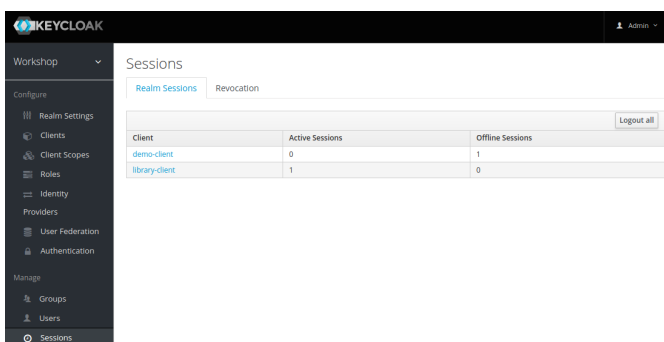 KEYCLOAK
Admin
Workshop
Configure
Realm Settings
Clients
Client Scopes
Roles
Identity
Providers
User Federation
Authentication
Manage
Groups
Users
Sessions
Sessions
Realm Sessions Revocation
Logout all
Client Active Sessions Offline Sessions
demo-client 0 1
library-client 1 0